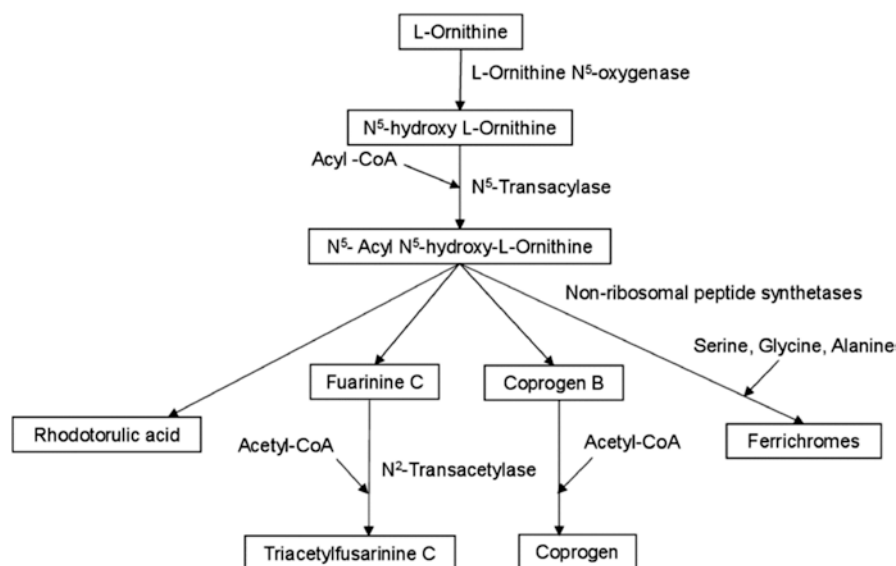 L-Ornithine
L-Ornithine N⁵-oxygenase
N⁵-hydroxy L-Ornithine
Acyl -CoA
N⁵-Transacylase
N⁵- Acyl N⁵-hydroxy-L-Ornithine
Non-ribosomal peptide synthetases
Serine, Glycine, Alanine
Fuarinine C
Coprogen B
Rhodotorulic acid
Ferrichromes
Acetyl-CoA
N²-Transacetylase
Acetyl-CoA
Triacetylfusarinine C
Coprogen